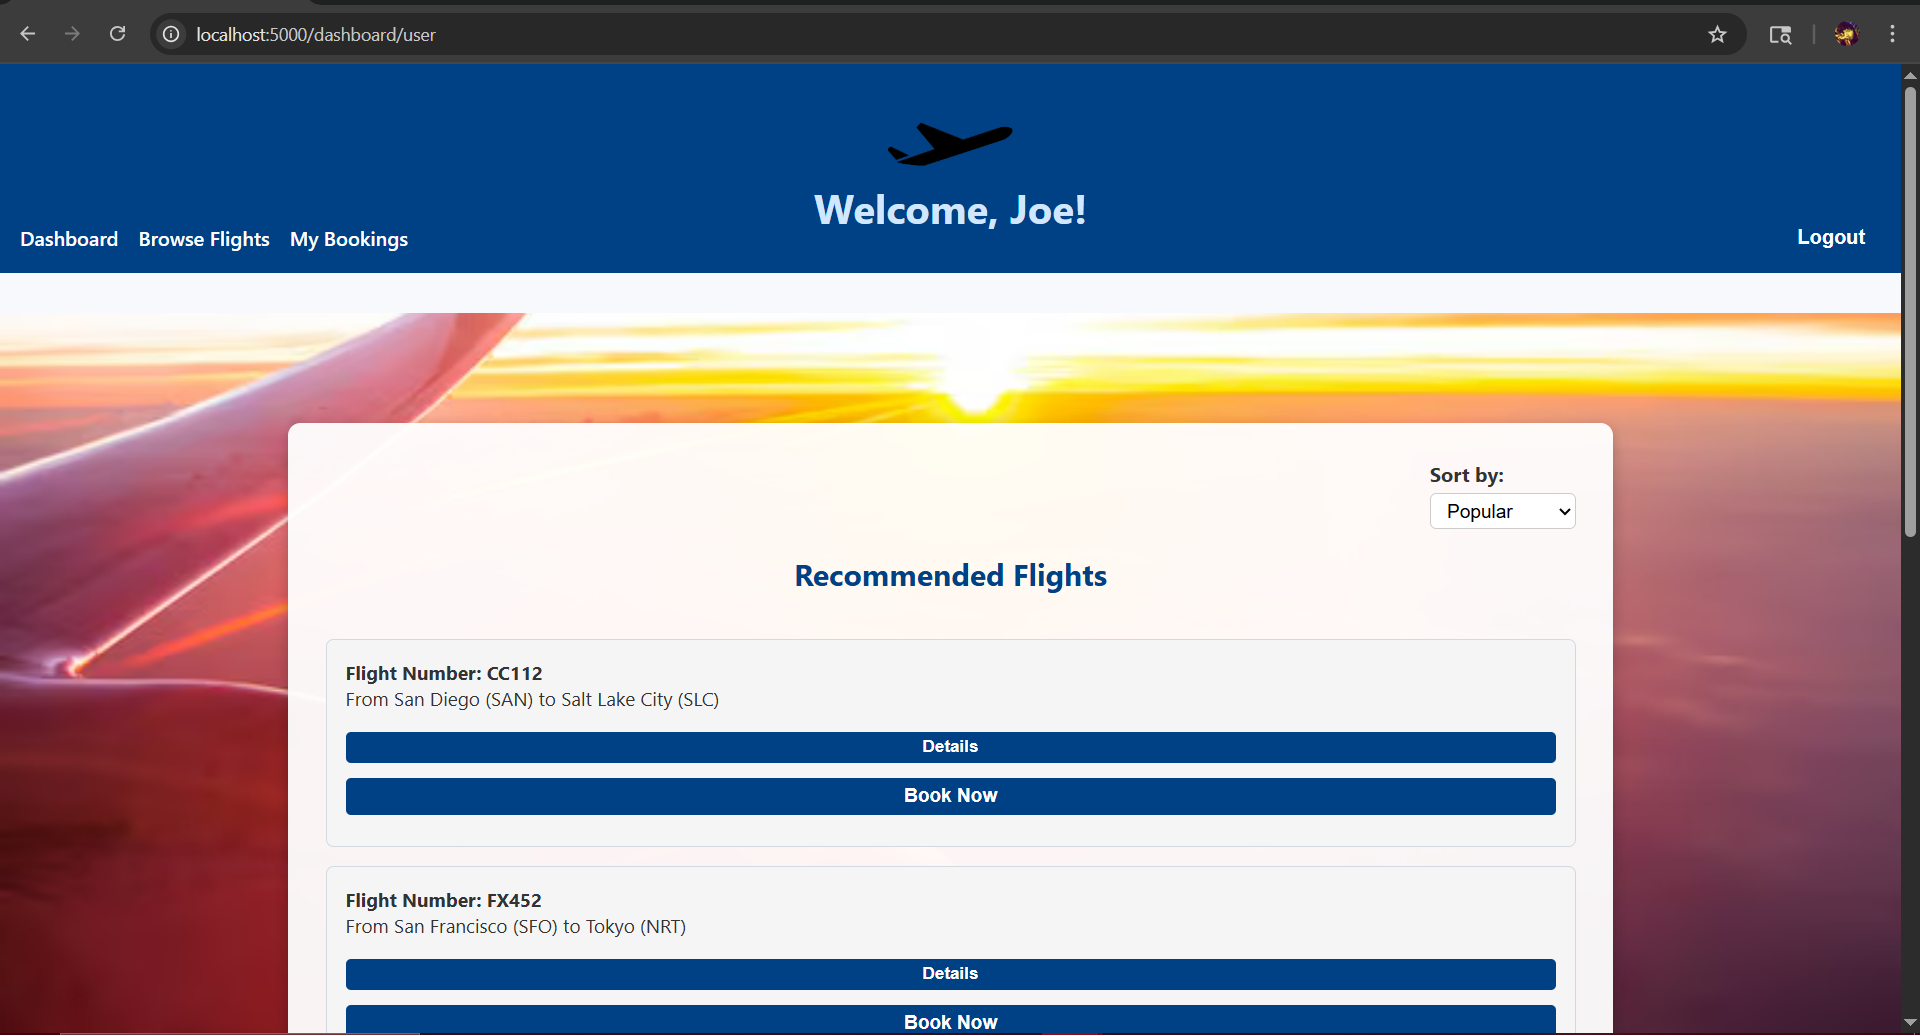 localhost:5000/dashboard/user
Welcome, Joe!
Dashboard Browse Flights My Bookings Logout
Sort by:
Popular
Recommended Flights
Flight Number: CC112
From San Diego (SAN) to Salt Lake City (SLC)
Details
Book Now
Flight Number: FX452
From San Francisco (SFO) to Tokyo (NRT)
Details
Book Now